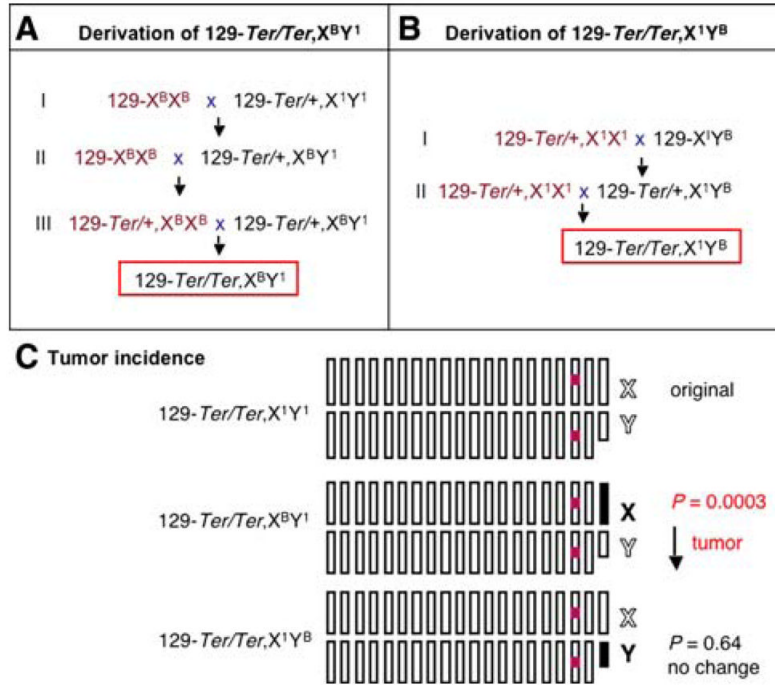 A Derivation of 129-Ter/Ter,XᴮY¹
I 129-XᴮXᴮ x 129-Ter/+,X¹Y¹
II 129-XᴮXᴮ x 129-Ter/+,XᴮY¹
III 129-Ter/+,XᴮXᴮ x 129-Ter/+,XᴮY¹
129-Ter/Ter,XᴮY¹
B Derivation of 129-Ter/Ter,X¹Yᴮ
I 129-Ter/+,X¹X¹ x 129-XᴵYᴮ
II 129-Ter/+,X¹X¹ x 129-Ter/+,X¹Yᴮ
129-Ter/Ter,X¹Yᴮ
C Tumor incidence
129-Ter/Ter,X¹Y¹
X
Y
original
129-Ter/Ter,XᴮY¹
X
Y
P = 0.0003
tumor
129-Ter/Ter,X¹Yᴮ
X
Y
P = 0.64
no change